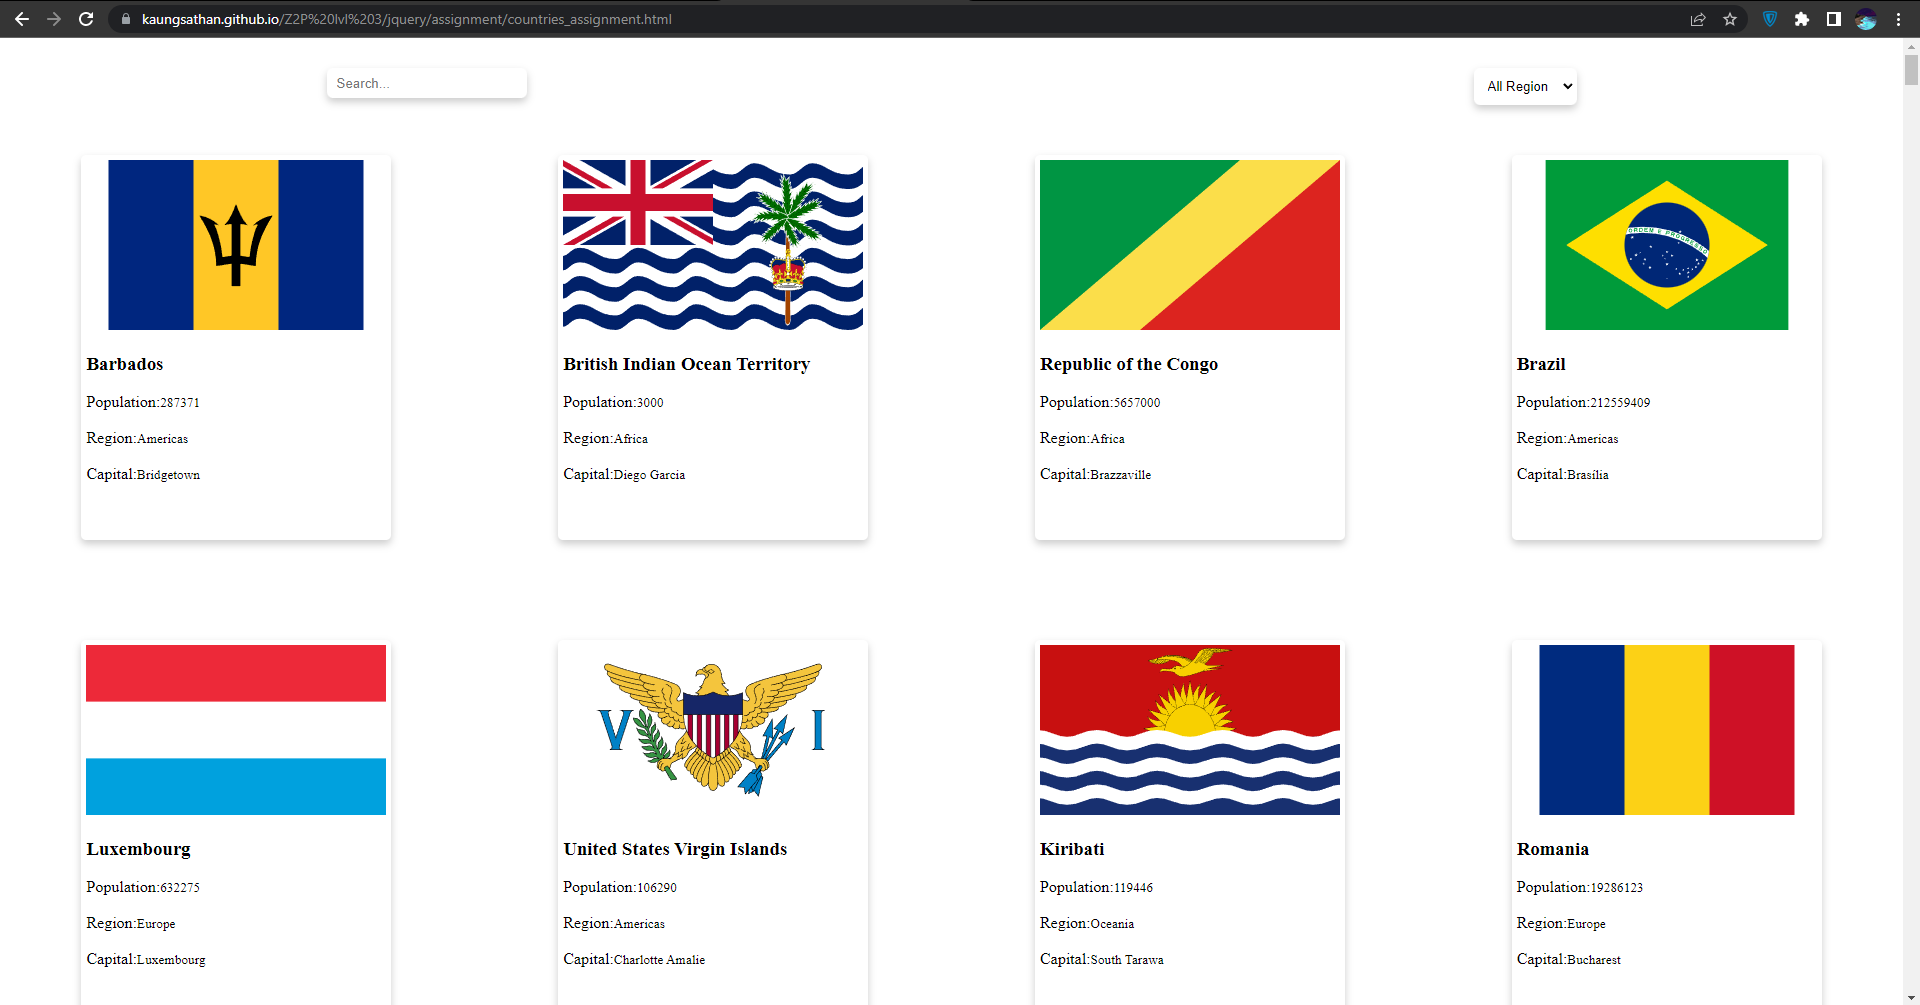 kaungsathan.github.io/Z2P%20lvl%203/jquery/assignment/countries_assignment.html
Search...
All Region
ORDEM E PROGRESSO
Barbados
Population:287371
Region:Americas
Capital:Bridgetown
British Indian Ocean Territory
Population:3000
Region:Africa
Capital:Diego Garcia
Republic of the Congo
Population:5657000
Region:Africa
Capital:Brazzaville
Brazil
Population:212559409
Region:Americas
Capital:Brasília
V I
Luxembourg
Population:632275
Region:Europe
Capital:Luxembourg
United States Virgin Islands
Population:106290
Region:Americas
Capital:Charlotte Amalie
Kiribati
Population:119446
Region:Oceania
Capital:South Tarawa
Romania
Population:19286123
Region:Europe
Capital:Bucharest